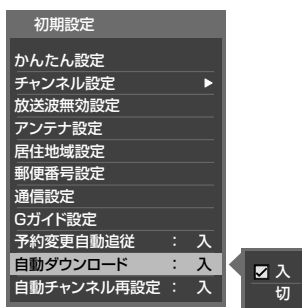 初期設定
かんたん設定
チャンネル設定 ▶
放送波無効設定
アンテナ設定
居住地域設定
郵便番号設定
通信設定
Gガイド設定
予約変更自動追従 : 入
自動ダウンロード : 入
自動チャンネル再設定 : 入
☑ 入
切